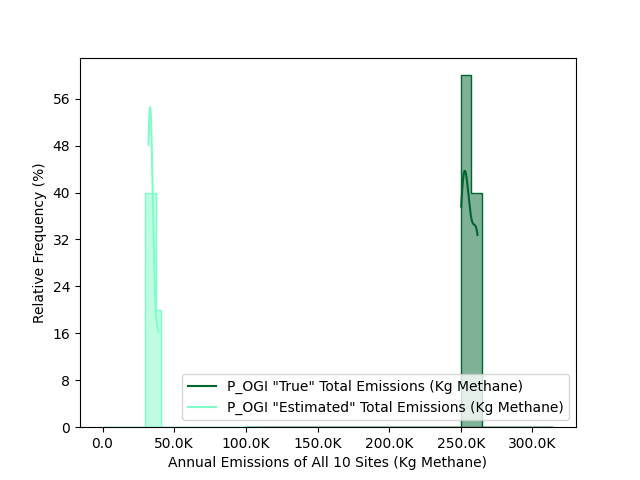 56
48
40
32
24
16
8
0
Relative Frequency (%)
P_OGI "True" Total Emissions (Kg Methane)
P_OGI "Estimated" Total Emissions (Kg Methane)
0.0 50.0K 100.0K 150.0K 200.0K 250.0K 300.0K
Annual Emissions of All 10 Sites (Kg Methane)